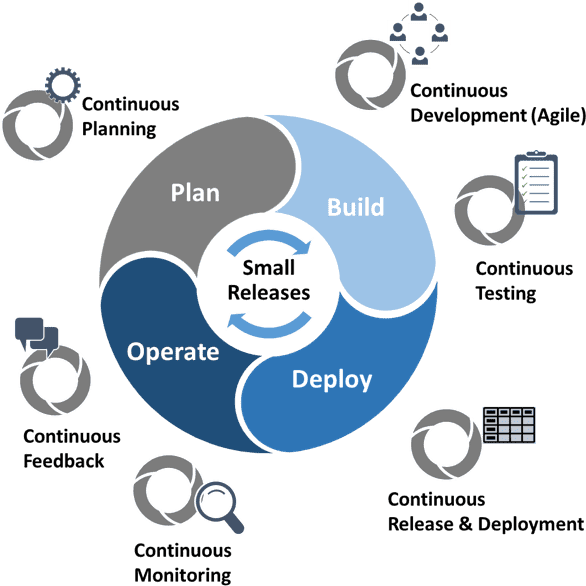 Continuous
Planning
Continuous
Development (Agile)
Plan
Build
Continuous
Testing
Small
Releases
Operate
Deploy
Continuous
Feedback
Continuous
Release & Deployment
Continuous
Monitoring